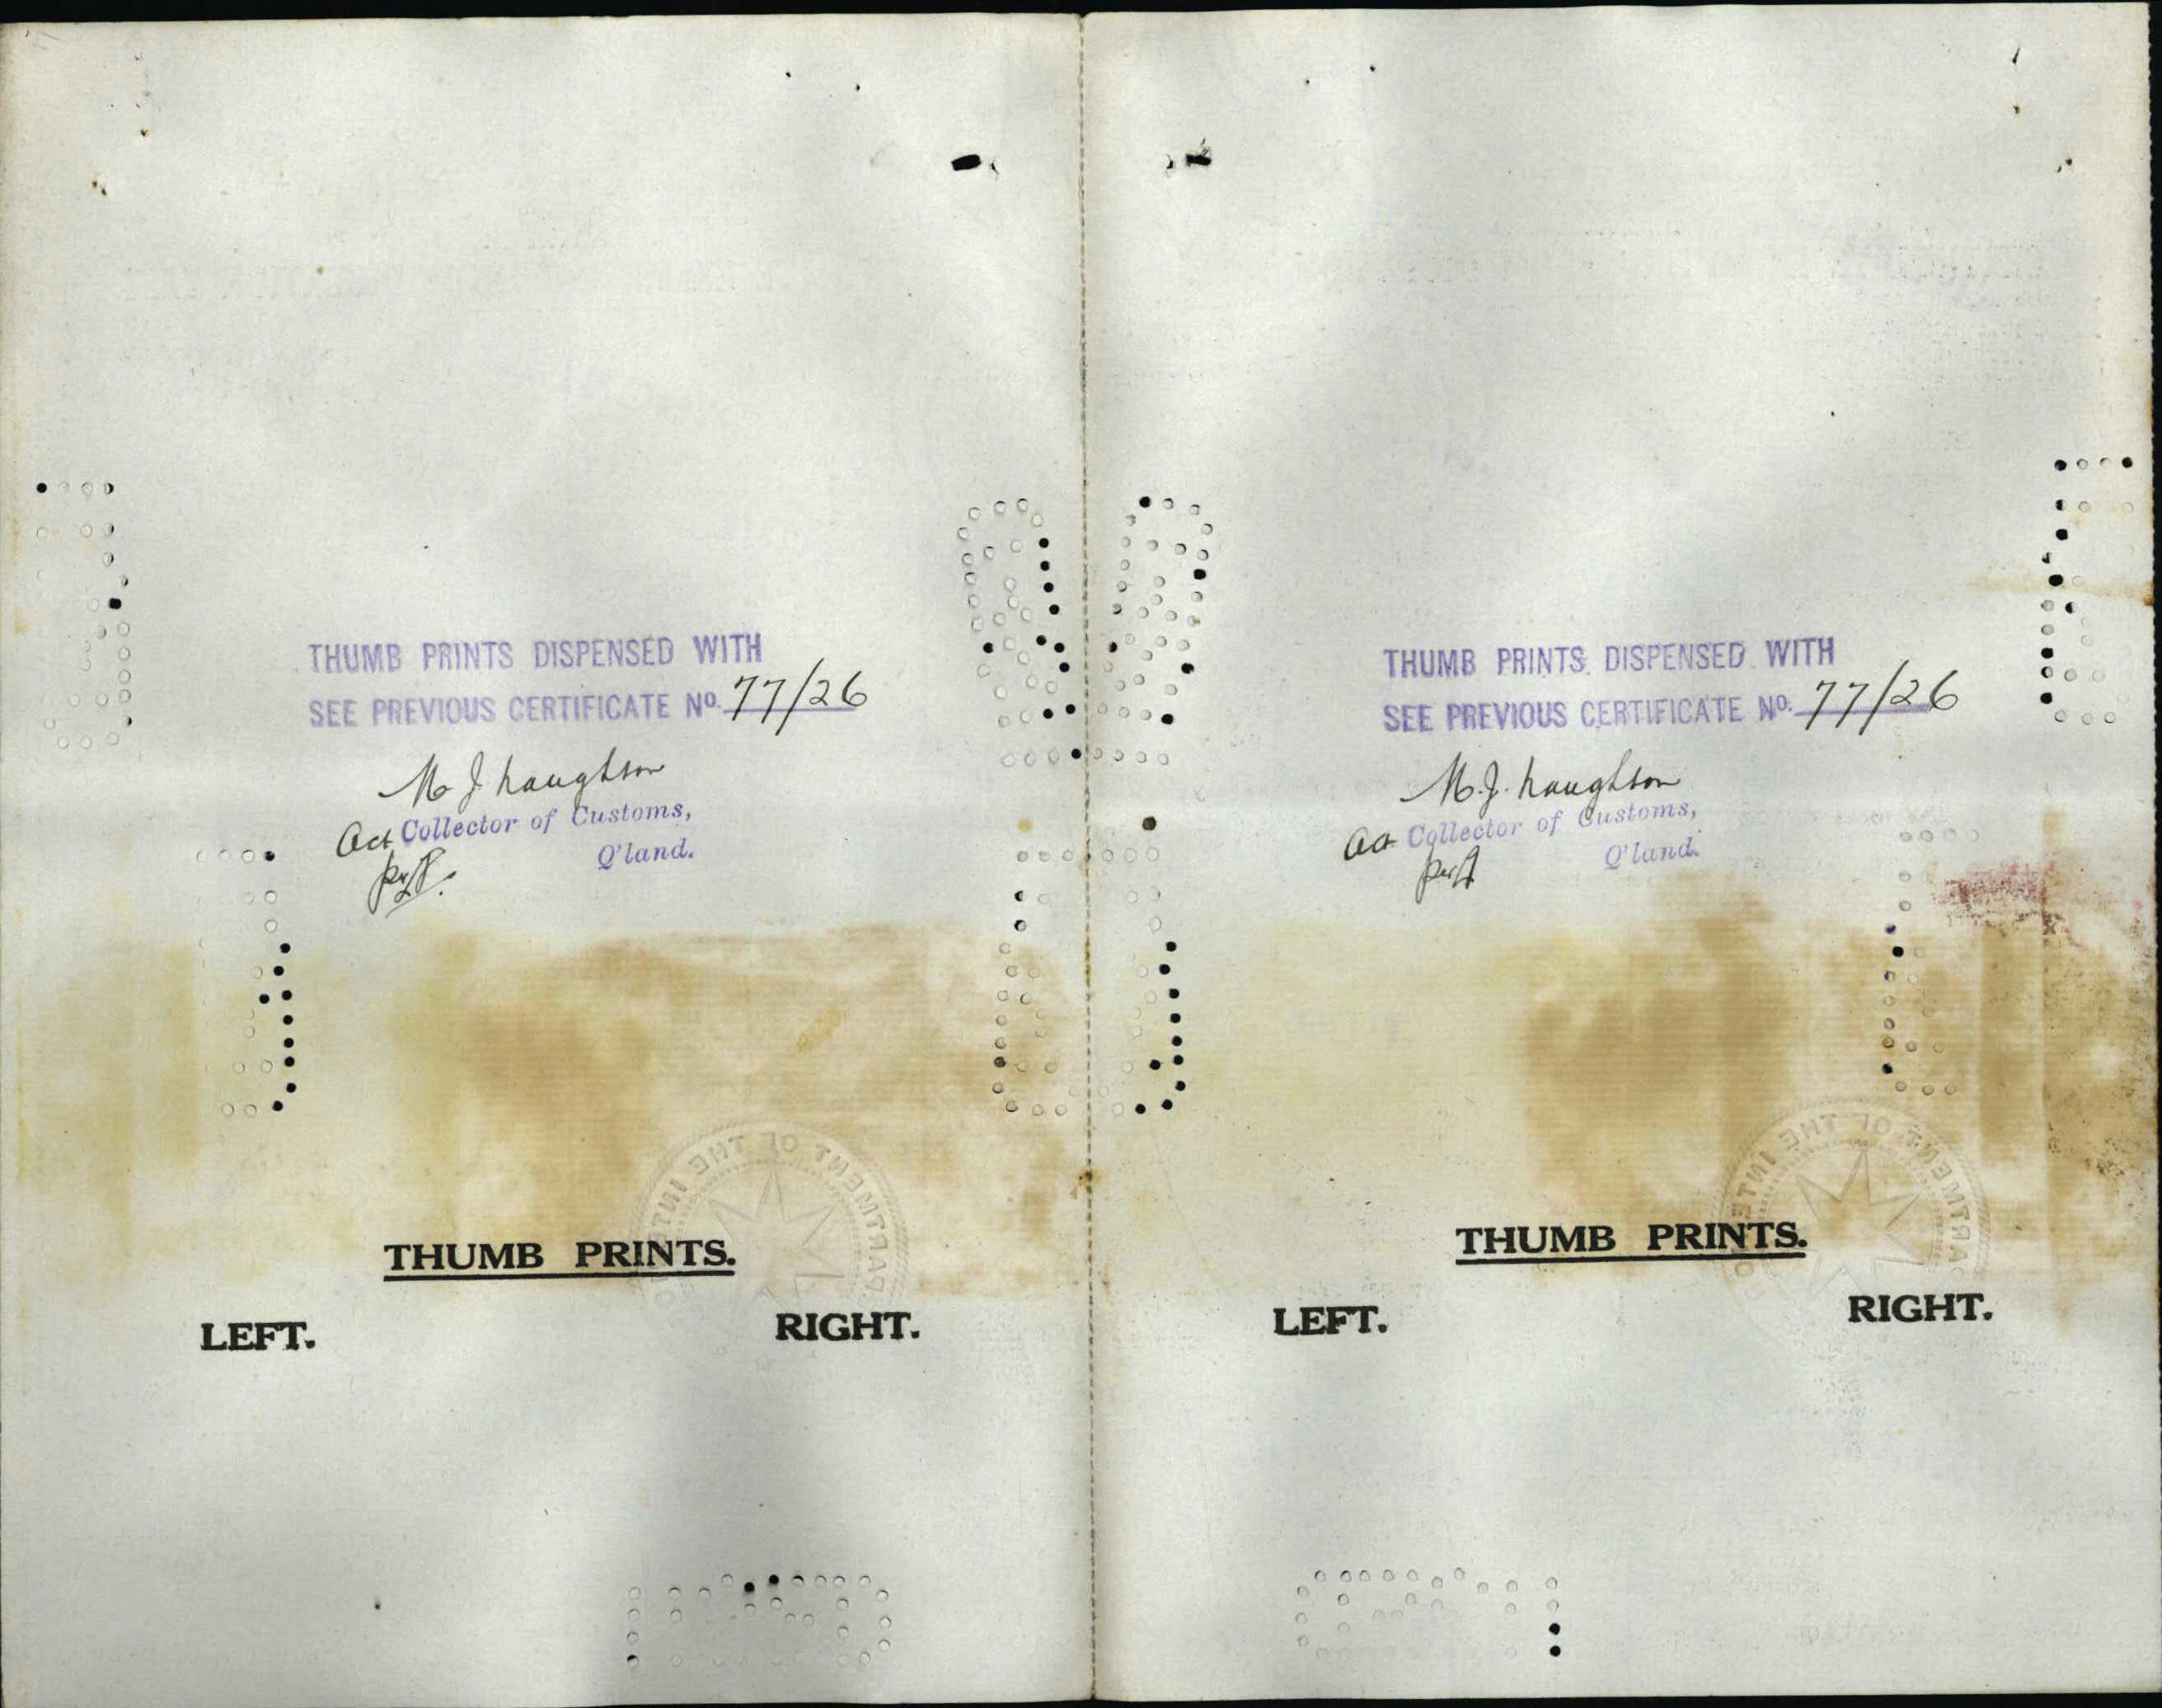 THUMB PRINTS DISPENSED WITH
SEE PREVIOUS CERTIFICATE No. 77/26
M J Naughton
Act Collector of Customs,
Q'land.
Per
THUMB PRINTS.
LEFT.
RIGHT.
THUMB PRINTS DISPENSED WITH
SEE PREVIOUS CERTIFICATE No. 77/26
M.J. Naughton
Act Collector of Customs,
Q'land.
Per
THUMB PRINTS.
LEFT.
RIGHT.